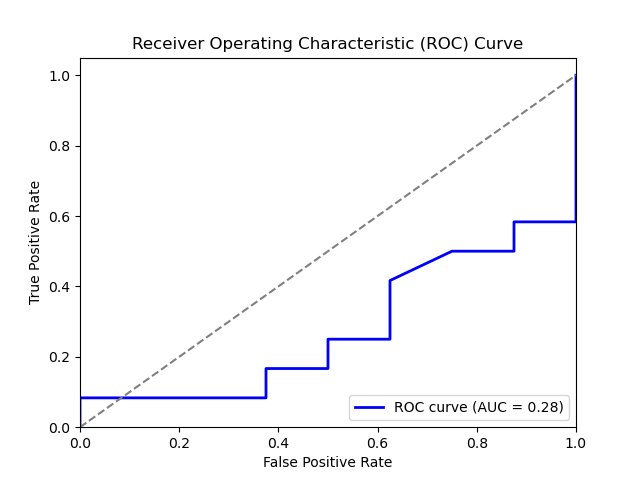 Receiver Operating Characteristic (ROC) Curve
1.0
0.8
0.6
0.4
0.2
0.0
True Positive Rate
ROC curve (AUC = 0.28)
0.0 0.2 0.4 0.6 0.8 1.0
False Positive Rate